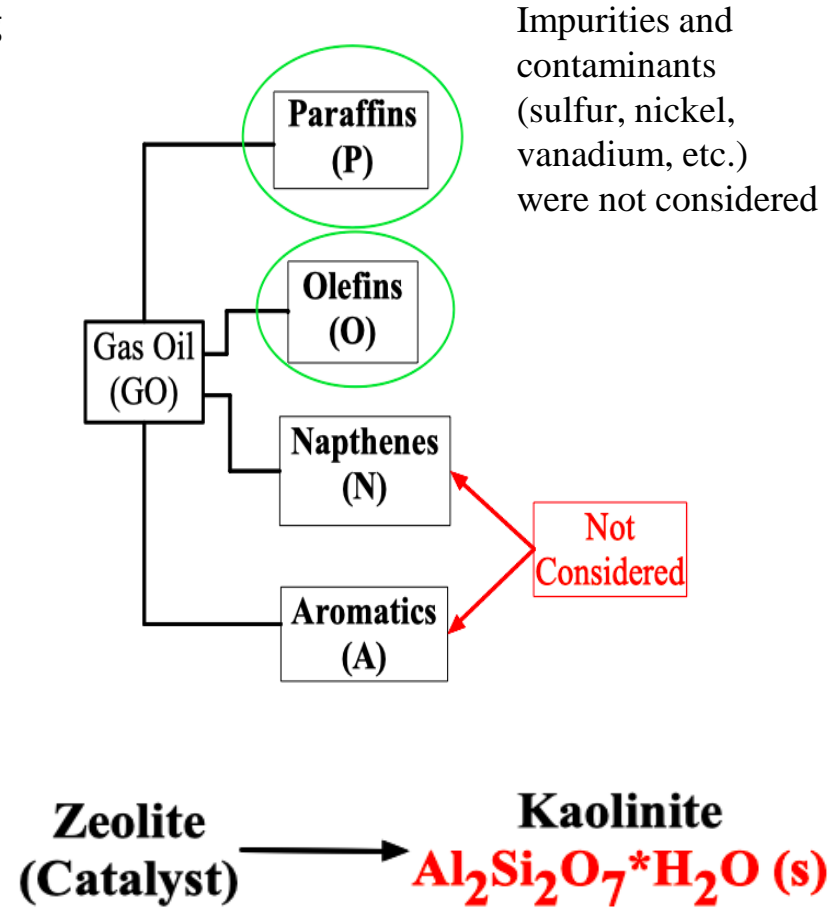 Impurities and
contaminants
(sulfur, nickel,
vanadium, etc.)
were not considered
Paraffins
(P)
Olefins
(O)
Gas Oil
(GO)
Napthenes
(N)
Not
Considered
Aromatics
(A)
Zeolite
(Catalyst)
Kaolinite
Al₂Si₂O₇*H₂O (s)